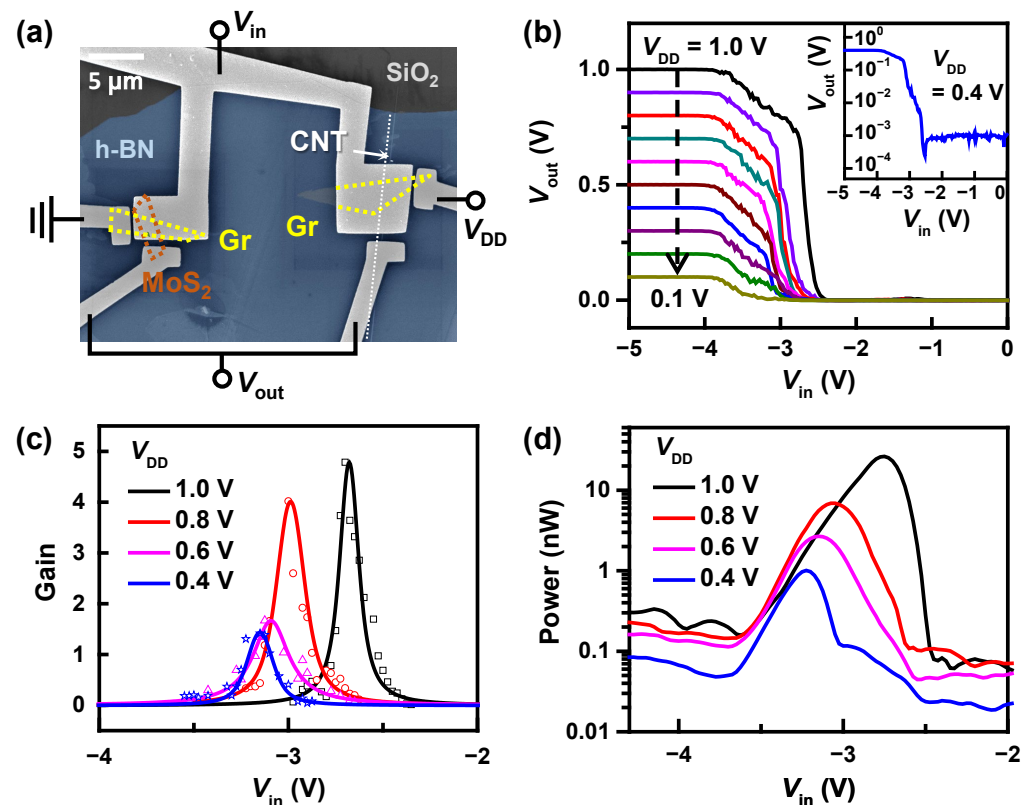 (a)
V_in
5 μm
SiO₂
h-BN
CNT
Gr
Gr
V_DD
MoS₂
V_out
(b)
V_DD = 1.0 V
0.1 V
1.0
0.5
0.0
V_out (V)
−5 −4 −3 −2 −1 0
V_in (V)
V_out (V)
10⁰
10⁻¹
10⁻²
10⁻³
10⁻⁴
V_DD
= 0.4 V
-5 -4 -3 -2 -1 0
V_in (V)
(c)
Gain
5
4
3
2
1
0
V_DD
1.0 V
0.8 V
0.6 V
0.4 V
−4 −3 −2
V_in (V)
(d)
Power (nW)
10
1
0.1
0.01
V_DD
1.0 V
0.8 V
0.6 V
0.4 V
−4 −3 −2
V_in (V)